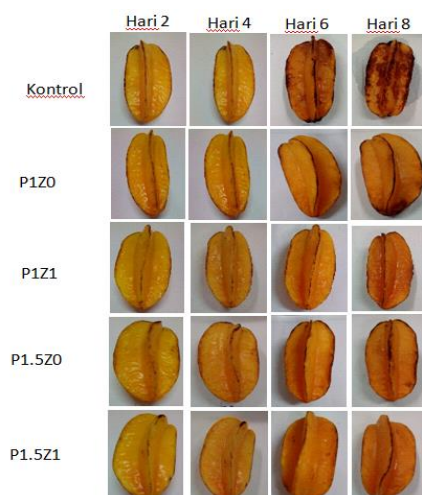 Hari 2 Hari 4 Hari 6 Hari 8
Kontrol
P1Z0
P1Z1
P1.5Z0
P1.5Z1